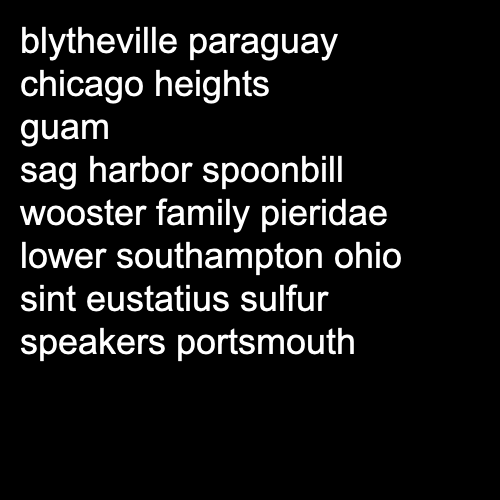 blytheville paraguay
chicago heights
guam
sag harbor spoonbill
wooster family pieridae
lower southampton ohio
sint eustatius sulfur
speakers portsmouth